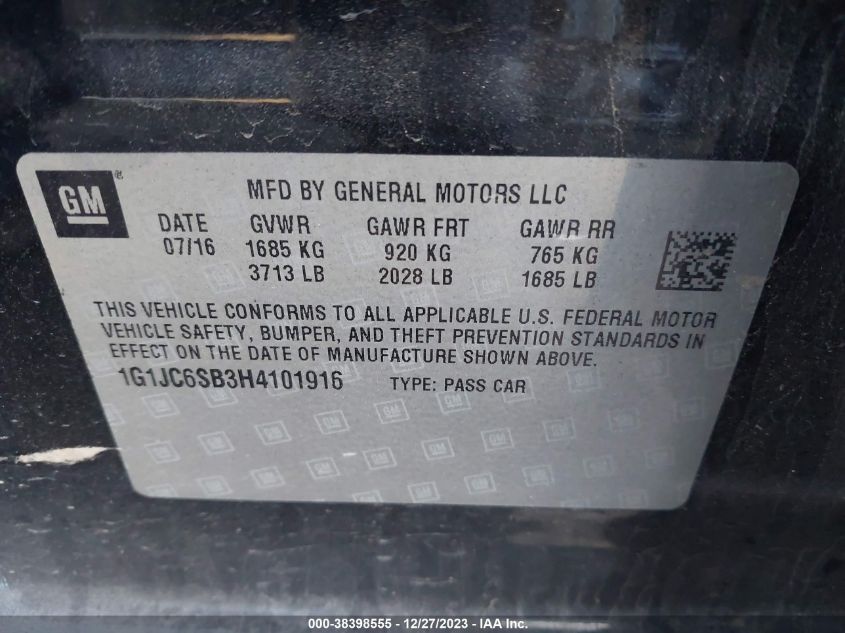 GM®
MFD BY GENERAL MOTORS LLC
DATE GVWR GAWR FRT GAWR RR
07/16 1685 KG 920 KG 765 KG
3713 LB 2028 LB 1685 LB
THIS VEHICLE CONFORMS TO ALL APPLICABLE U.S. FEDERAL MOTOR
VEHICLE SAFETY, BUMPER, AND THEFT PREVENTION STANDARDS IN
EFFECT ON THE DATE OF MANUFACTURE SHOWN ABOVE.
1G1JC6SB3H4101916 TYPE: PASS CAR
000-38398555 - 12/27/2023 - IAA Inc.